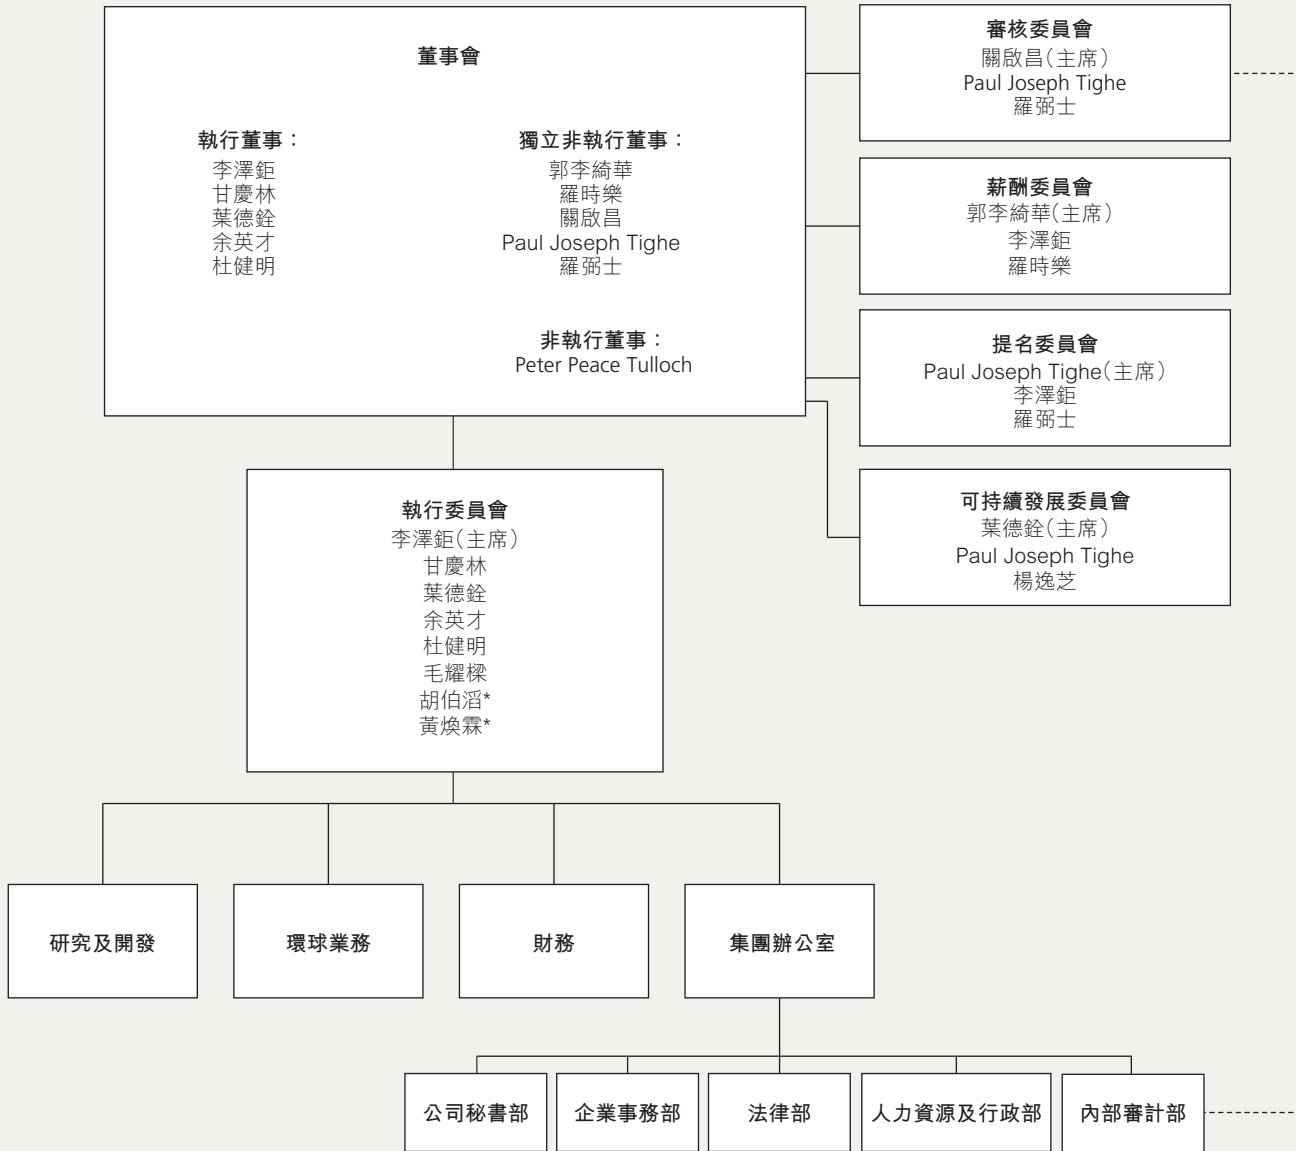 董事會
執行董事：
李澤鉅
甘慶林
葉德銓
余英才
杜健明
獨立非執行董事：
郭李綺華
羅時樂
關啟昌
Paul Joseph Tighe
羅弼士
非執行董事：
Peter Peace Tulloch
審核委員會
關啟昌（主席）
Paul Joseph Tighe
羅弼士
薪酬委員會
郭李綺華（主席）
李澤鉅
羅時樂
提名委員會
Paul Joseph Tighe（主席）
李澤鉅
羅弼士
可持續發展委員會
葉德銓（主席）
Paul Joseph Tighe
楊逸芝
執行委員會
李澤鉅（主席）
甘慶林
葉德銓
余英才
杜健明
毛耀樑
胡伯滔*
黃煥霖*
研究及開發
環球業務
財務
集團辦公室
公司秘書部
企業事務部
法律部
人力資源及行政部
內部審計部